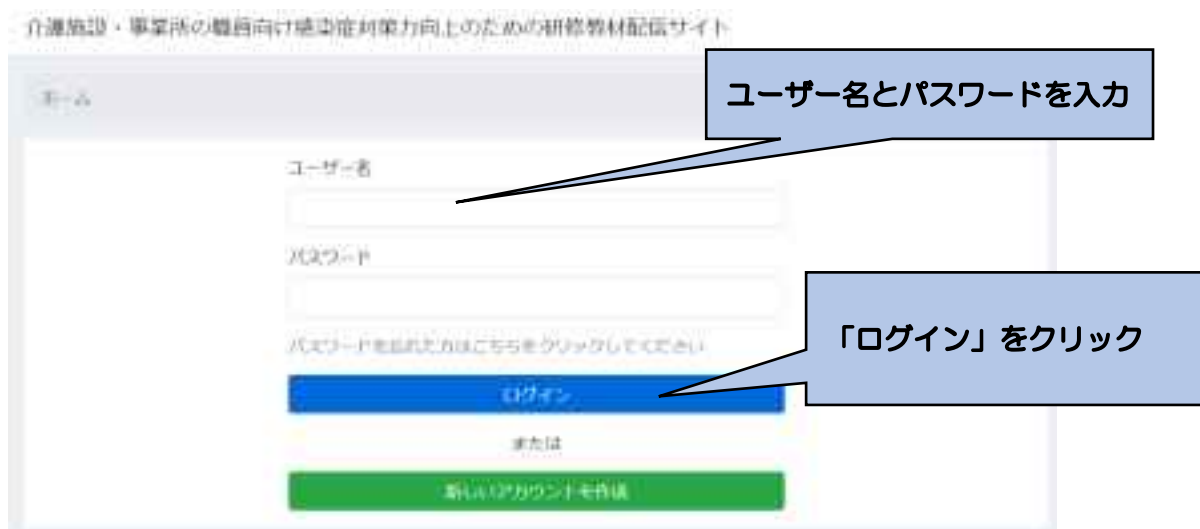 介護施設・事業所の職員向け感染症対策力向上のための研修教材配信サイト
ホーム
ユーザー名とパスワードを入力
ユーザー名
パスワード
「ログイン」をクリック
パスワードを忘れた方はこちらをクリックしてください
ログイン
または
新しいアカウントを作成